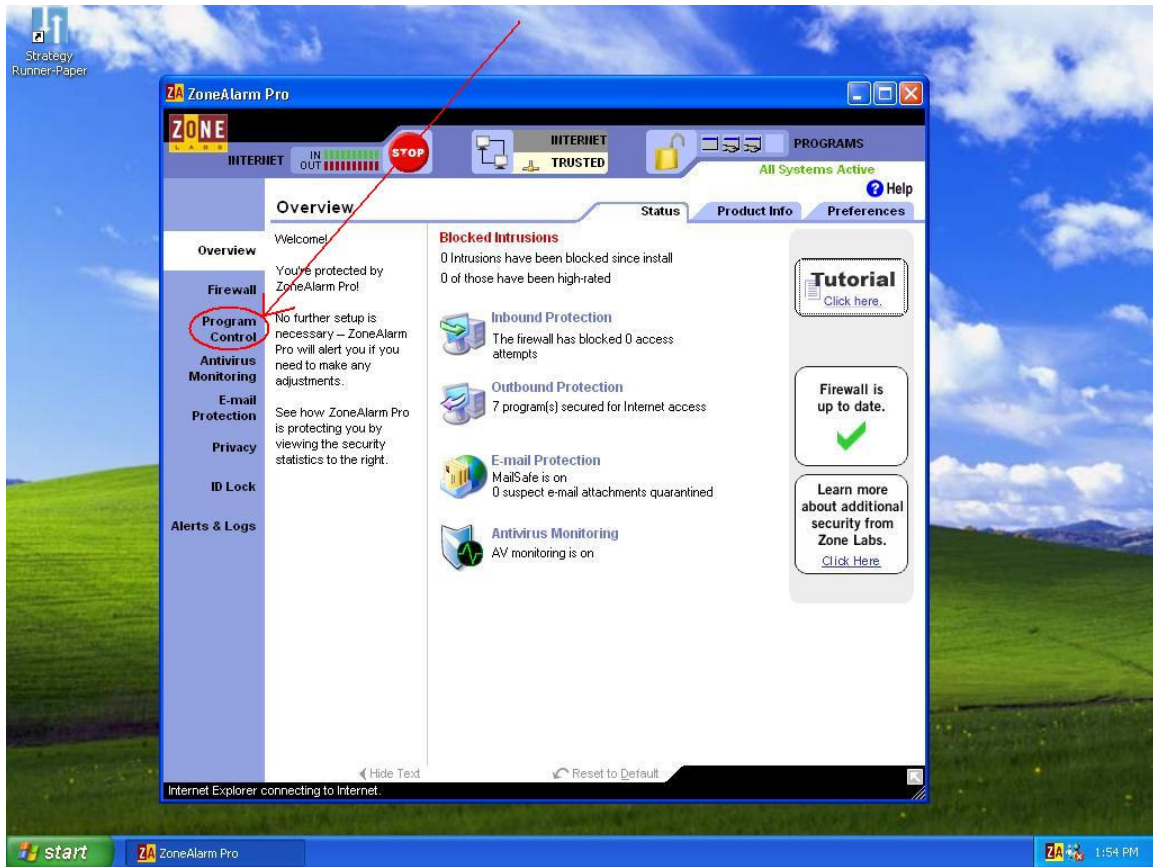 Strategy
Runner-Paper
ZA ZoneAlarm Pro
ZONE
LABS
INTERNET
IN
OUT
STOP
INTERNET
TRUSTED
PROGRAMS
All Systems Active
? Help
Overview
Status
Product Info
Preferences
Overview
Firewall
Program
Control
Antivirus
Monitoring
E-mail
Protection
Privacy
ID Lock
Alerts & Logs
Welcome!
You're protected by
ZoneAlarm Pro!
No further setup is
necessary – ZoneAlarm
Pro will alert you if you
need to make any
adjustments.
See how ZoneAlarm Pro
is protecting you by
viewing the security
statistics to the right.
Blocked Intrusions
0 Intrusions have been blocked since install
0 of those have been high-rated
Inbound Protection
The firewall has blocked 0 access
attempts
Outbound Protection
7 program(s) secured for Internet access
E-mail Protection
MailSafe is on
0 suspect e-mail attachments quarantined
Antivirus Monitoring
AV monitoring is on
Tutorial
Click here.
Firewall is
up to date.
Learn more
about additional
security from
Zone Labs.
Click Here
Hide Text
Reset to Default
Internet Explorer connecting to Internet.
start
ZA ZoneAlarm Pro
ZA
1:54 PM